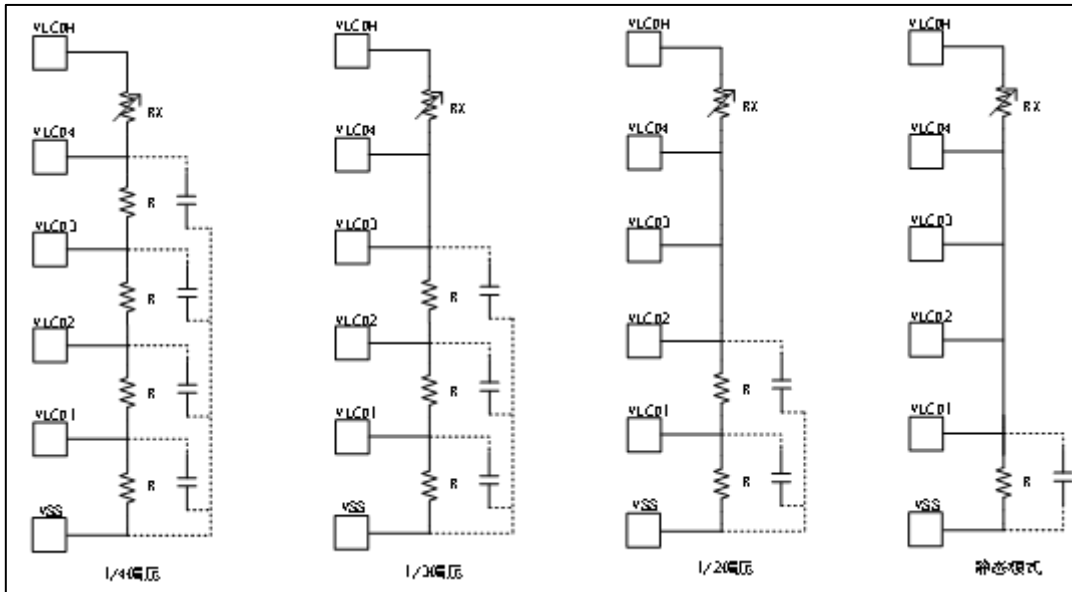 VLCDH
RX
VLCD4
R
VLCD3
R
VLCD2
R
VLCD1
R
VSS
1/4偏压
VLCDH
RX
VLCD4
VLCD3
R
VLCD2
R
VLCD1
R
VSS
1/3偏压
VLCDH
RX
VLCD4
VLCD3
VLCD2
R
VLCD1
R
VSS
1/2偏压
VLCDH
RX
VLCD4
VLCD3
VLCD2
VLCD1
R
VSS
静态模式